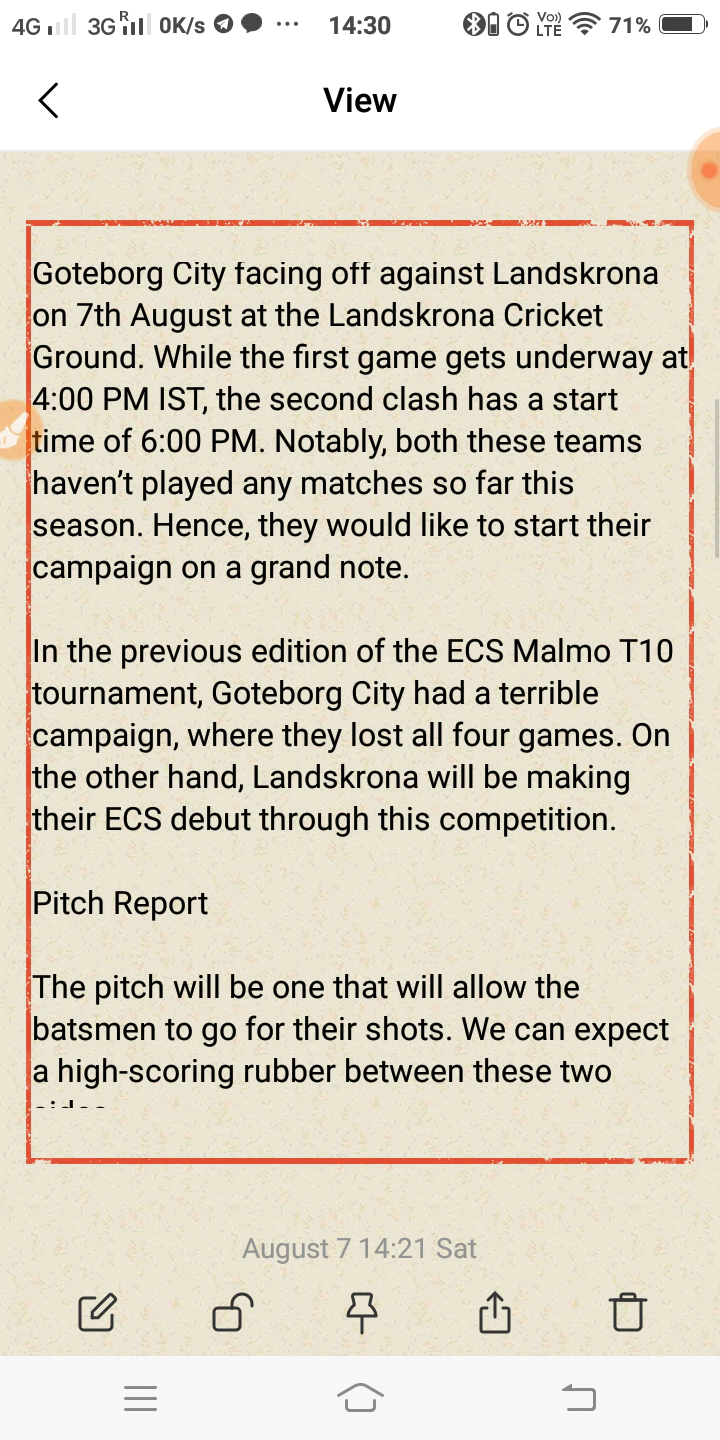 4G 3G R 0K/s ... 14:30 Vo)) LTE 71%
View
Goteborg City facing off against Landskrona
on 7th August at the Landskrona Cricket
Ground. While the first game gets underway at
4:00 PM IST, the second clash has a start
time of 6:00 PM. Notably, both these teams
haven’t played any matches so far this
season. Hence, they would like to start their
campaign on a grand note.
In the previous edition of the ECS Malmo T10
tournament, Goteborg City had a terrible
campaign, where they lost all four games. On
the other hand, Landskrona will be making
their ECS debut through this competition.
Pitch Report
The pitch will be one that will allow the
batsmen to go for their shots. We can expect
a high-scoring rubber between these two
August 7 14:21 Sat